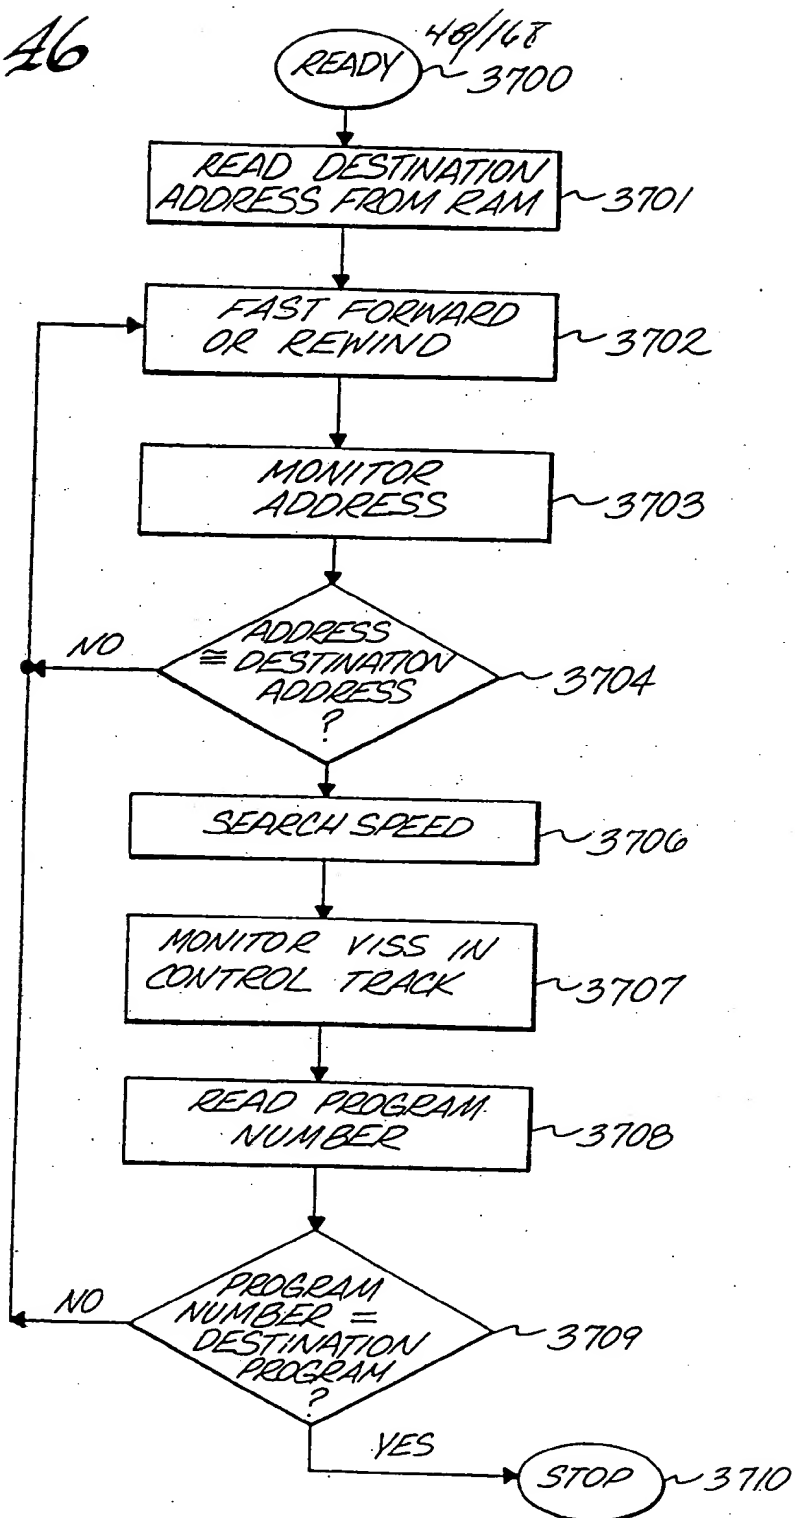 46
48/168
READY
3700
READ DESTINATION
ADDRESS FROM RAM
3701
FAST FORWARD
OR REWIND
3702
MONITOR
ADDRESS
3703
ADDRESS
≅ DESTINATION
ADDRESS
?
3704
NO
SEARCH SPEED
3706
MONITOR VISS IN
CONTROL TRACK
3707
READ PROGRAM
NUMBER
3708
PROGRAM
NUMBER =
DESTINATION
PROGRAM
?
3709
NO
YES
STOP
3710